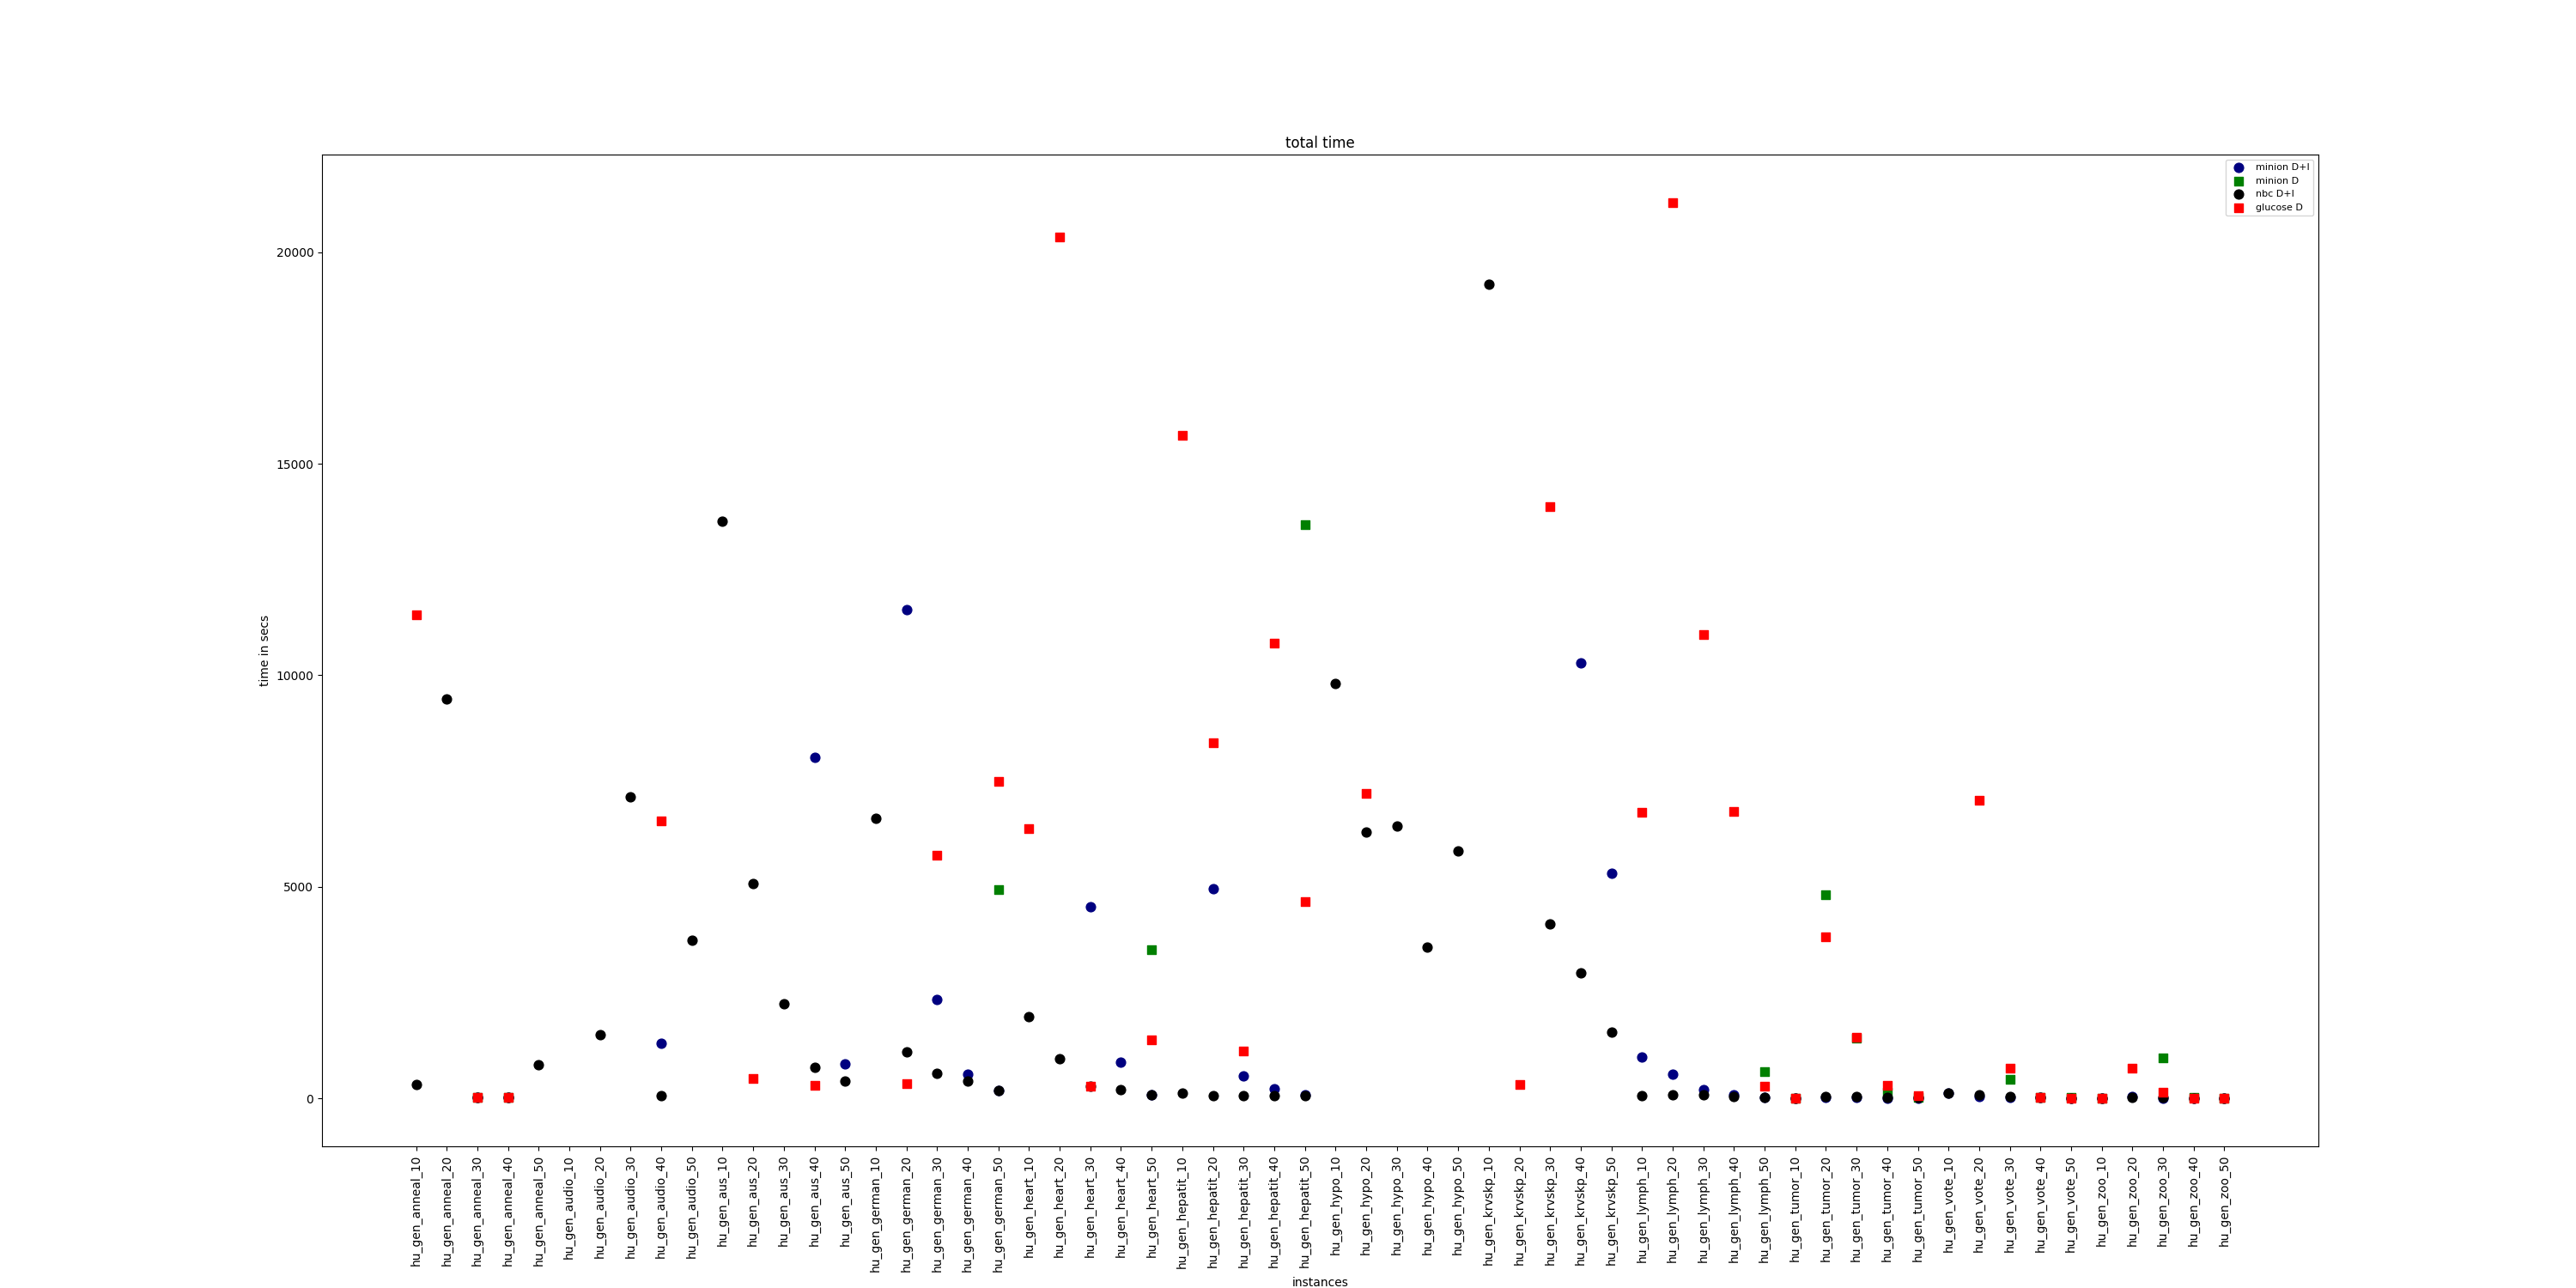 total time
minion D+I
minion D
nbc D+I
glucose D
time in secs
20000
15000
10000
5000
0
hu_gen_anneal_10
hu_gen_anneal_20
hu_gen_anneal_30
hu_gen_anneal_40
hu_gen_anneal_50
hu_gen_audio_10
hu_gen_audio_20
hu_gen_audio_30
hu_gen_audio_40
hu_gen_audio_50
hu_gen_aus_10
hu_gen_aus_20
hu_gen_aus_30
hu_gen_aus_40
hu_gen_aus_50
hu_gen_german_10
hu_gen_german_20
hu_gen_german_30
hu_gen_german_40
hu_gen_german_50
hu_gen_heart_10
hu_gen_heart_20
hu_gen_heart_30
hu_gen_heart_40
hu_gen_heart_50
hu_gen_hepatit_10
hu_gen_hepatit_20
hu_gen_hepatit_30
hu_gen_hepatit_40
hu_gen_hepatit_50
hu_gen_hypo_10
hu_gen_hypo_20
hu_gen_hypo_30
hu_gen_hypo_40
hu_gen_hypo_50
hu_gen_krvskp_10
hu_gen_krvskp_20
hu_gen_krvskp_30
hu_gen_krvskp_40
hu_gen_krvskp_50
hu_gen_lymph_10
hu_gen_lymph_20
hu_gen_lymph_30
hu_gen_lymph_40
hu_gen_lymph_50
hu_gen_tumor_10
hu_gen_tumor_20
hu_gen_tumor_30
hu_gen_tumor_40
hu_gen_tumor_50
hu_gen_vote_10
hu_gen_vote_20
hu_gen_vote_30
hu_gen_vote_40
hu_gen_vote_50
hu_gen_zoo_10
hu_gen_zoo_20
hu_gen_zoo_30
hu_gen_zoo_40
hu_gen_zoo_50
instances